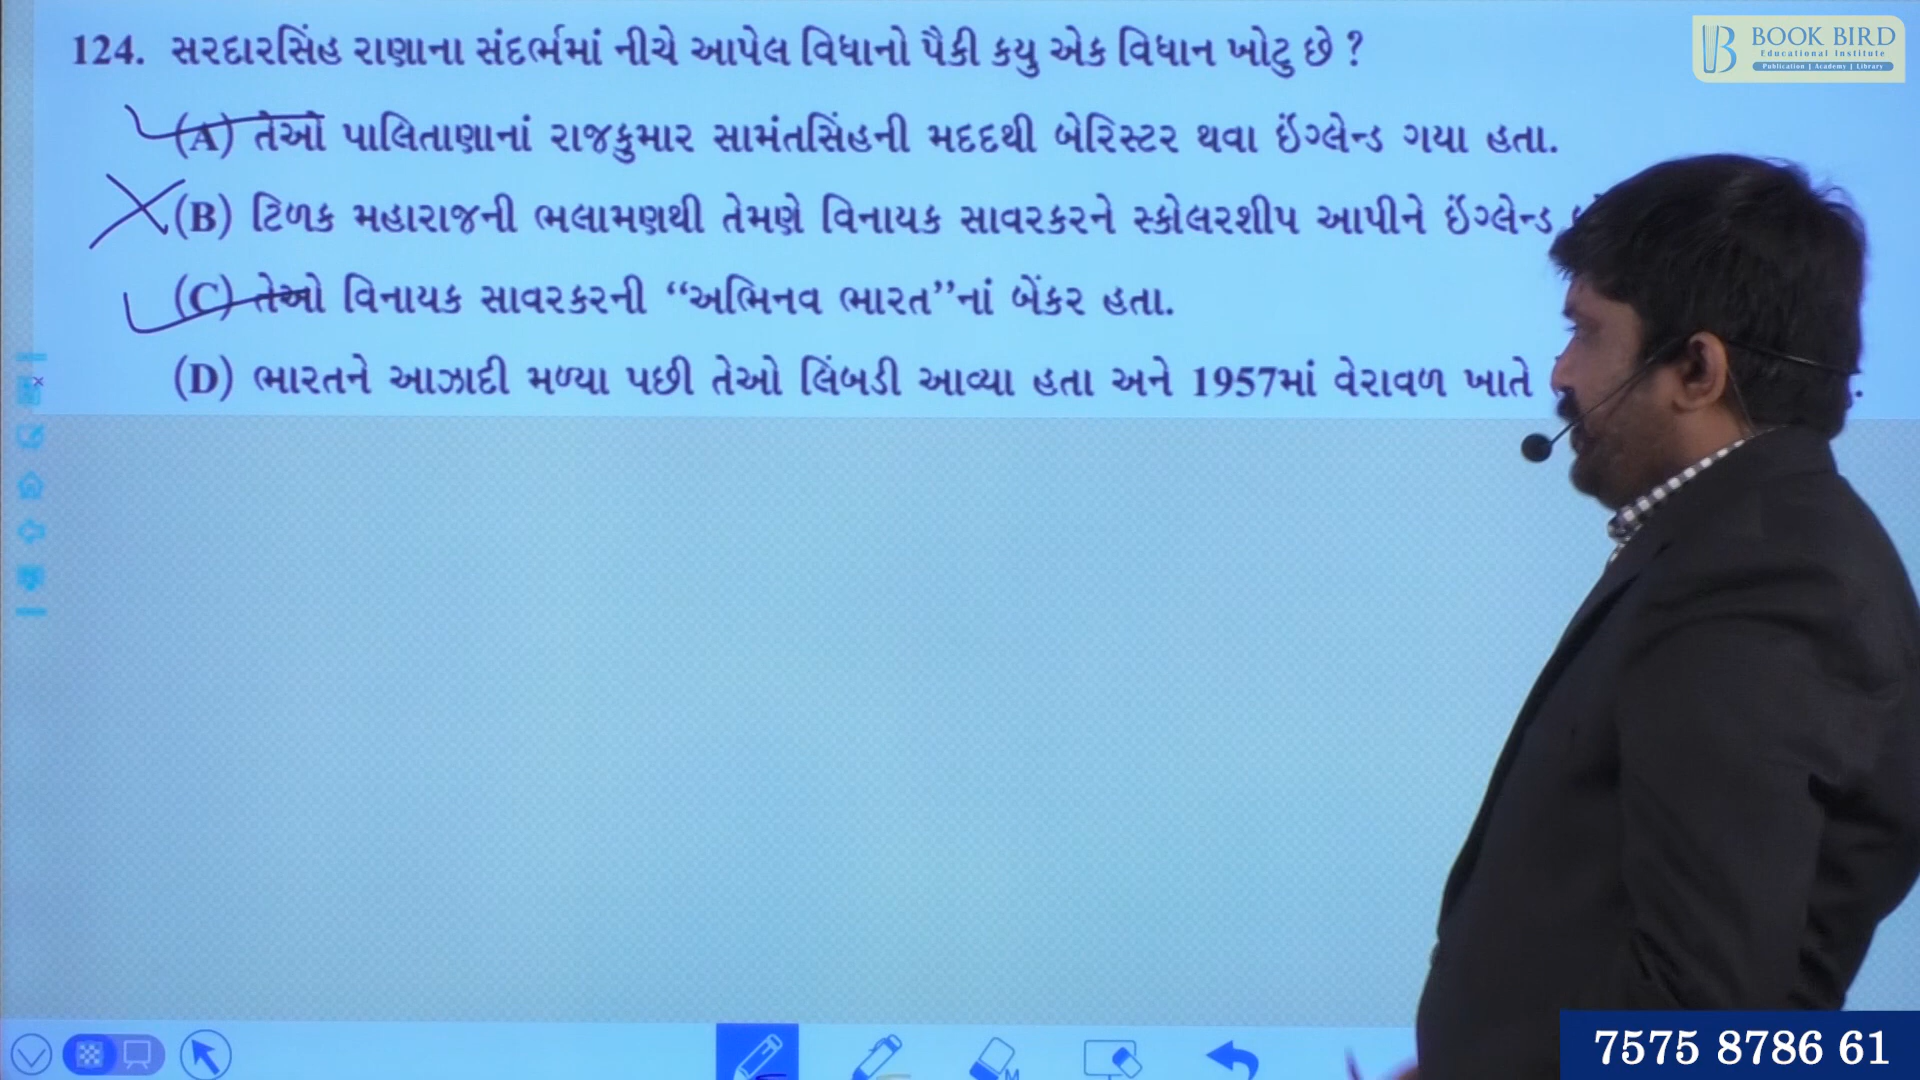 124. સરદારસિંહ રાણાના સંદર્ભમાં નીચે આપેલ વિધાનો પૈકી કયુ એક વિધાન ખોટુ છે ?
(A) તેઓ પાલિતાણાનાં રાજકુમાર સામંતસિંહની મદદથી બેરિસ્ટર થવા ઈંગ્લેન્ડ ગયા હતા.
(B) ટિળક મહારાજની ભલામણથી તેમણે વિનાયક સાવરકરને સ્કોલરશીપ આપીને ઈંગ્લેન્ડ
(C) તેઓ વિનાયક સાવરકરની “અભિનવ ભારત”નાં બેંકર હતા.
(D) ભારતને આઝાદી મળ્યા પછી તેઓ લિંબડી આવ્યા હતા અને 1957માં વેરાવળ ખાતે
BOOK BIRD
Educational Institute
Publication | Academy | Library
7575 8786 61